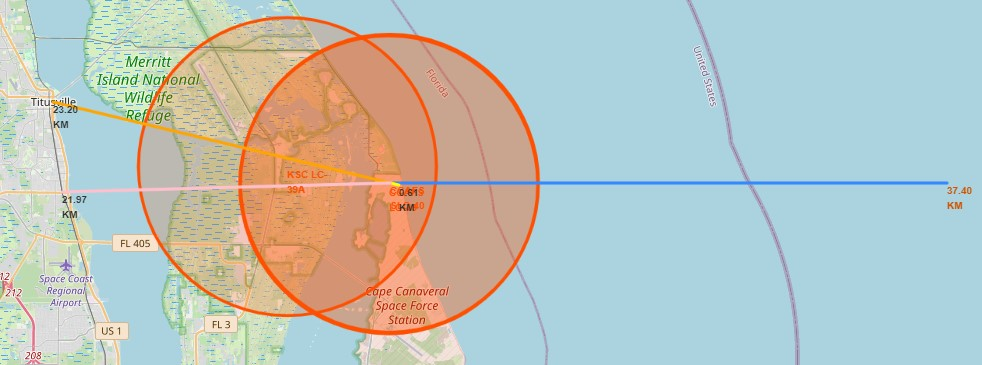 Merritt
Island National
Wildlife
Refuge
Titusville
23.20
KM
Florida
United States
KSC LC-
39A
0.61
KM
37.40
KM
21.97
KM
FL 405
Space Coast
Regional
Airport
12
212
Cape Canaveral
Space Force
Station
FL 3
US 1
208